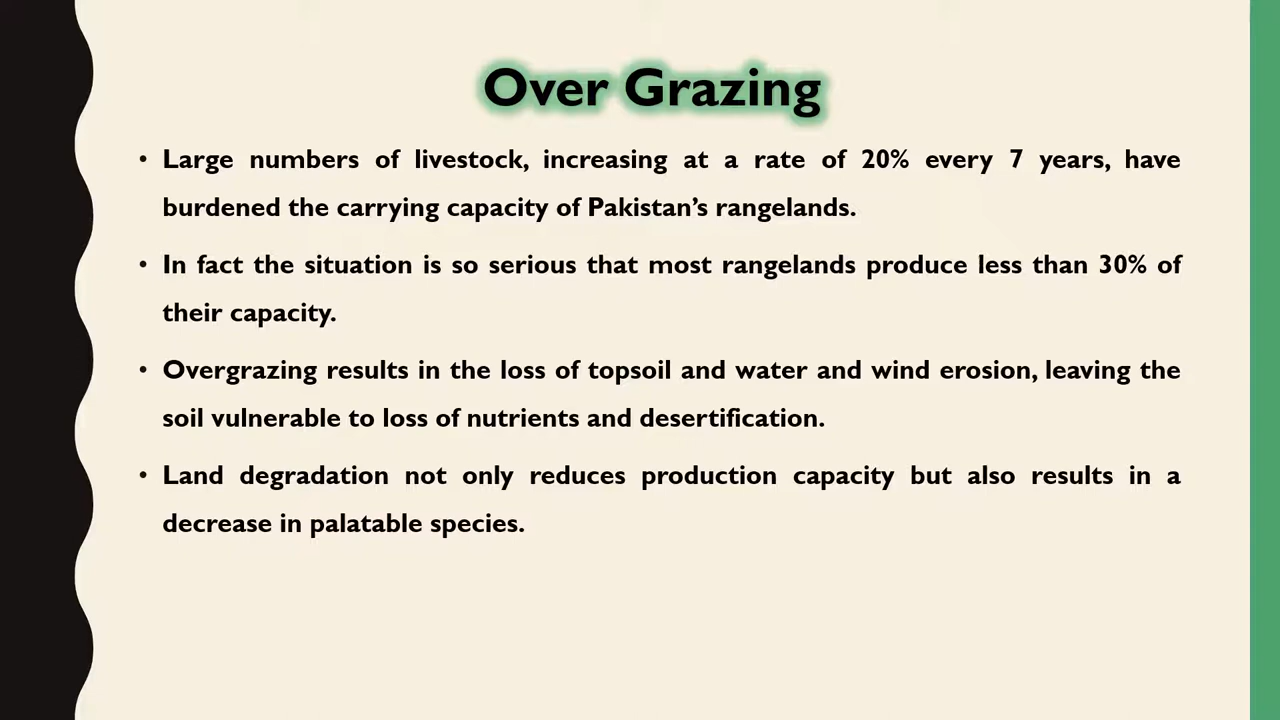 Over Grazing
• Large numbers of livestock, increasing at a rate of 20% every 7 years, have
burdened the carrying capacity of Pakistan’s rangelands.
• In fact the situation is so serious that most rangelands produce less than 30% of
their capacity.
• Overgrazing results in the loss of topsoil and water and wind erosion, leaving the
soil vulnerable to loss of nutrients and desertification.
• Land degradation not only reduces production capacity but also results in a
decrease in palatable species.